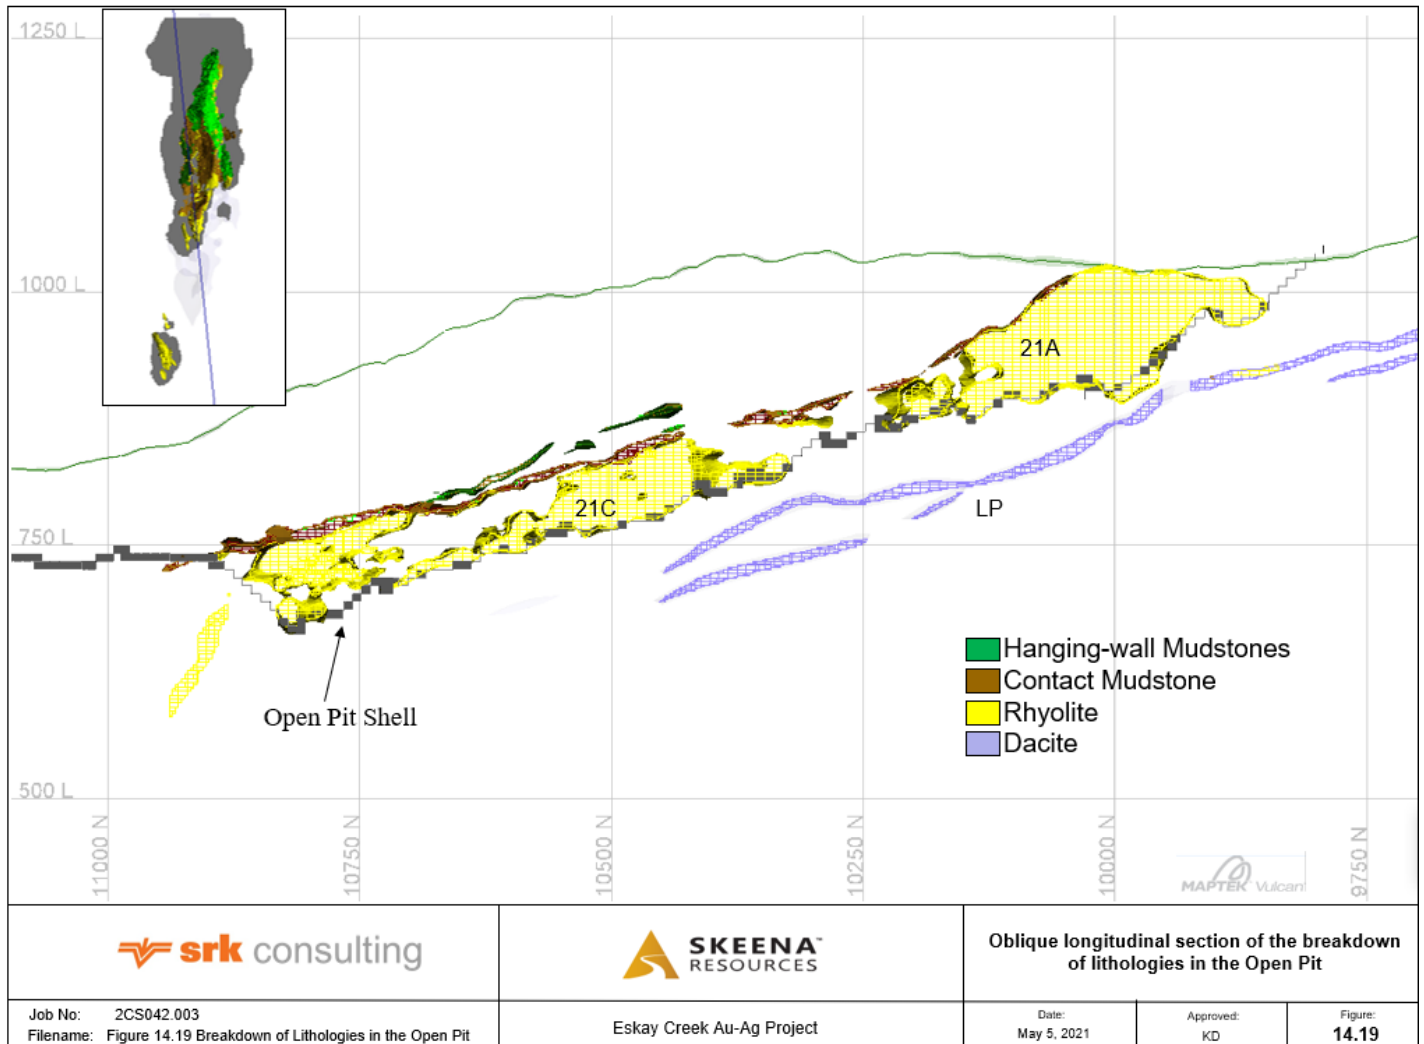 1250 L
1000 L
21A
21C
LP
750 L
Open Pit Shell
Hanging-wall Mudstones
Contact Mudstone
Rhyolite
Dacite
500 L
11000 N
10750 N
10500 N
10250 N
10000 N
9750 N
MAPTEK Vulcan
srk consulting
SKEENA™
RESOURCES
Oblique longitudinal section of the breakdown
of lithologies in the Open Pit
Job No: 2CS042.003
Filename: Figure 14.19 Breakdown of Lithologies in the Open Pit
Eskay Creek Au-Ag Project
Date:
May 5, 2021
Approved:
KD
Figure:
14.19